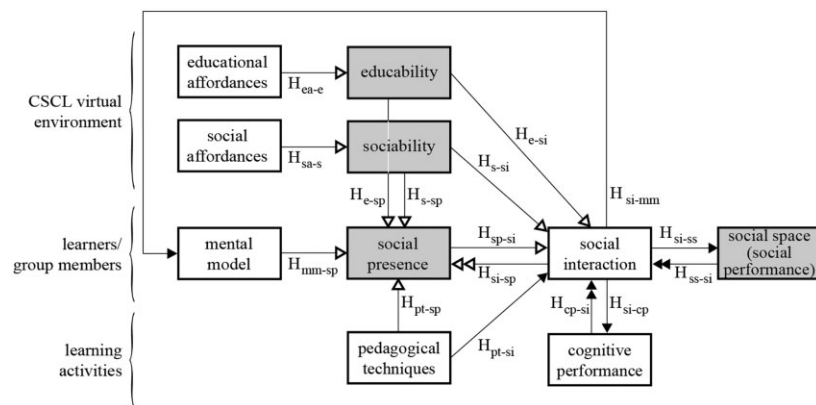 educational
affordances
H_ea-e
educability
CSCL virtual
environment
H_e-si
social
affordances
H_sa-s
sociability
H_s-si
H_e-sp
H_s-sp
H_si-mm
learners/
group members
mental
model
H_mm-sp
social
presence
H_sp-si
H_si-sp
social
interaction
H_si-ss
H_ss-si
social space
(social
performance)
H_pt-sp
H_cp-si
H_si-cp
learning
activities
pedagogical
techniques
H_pt-si
cognitive
performance